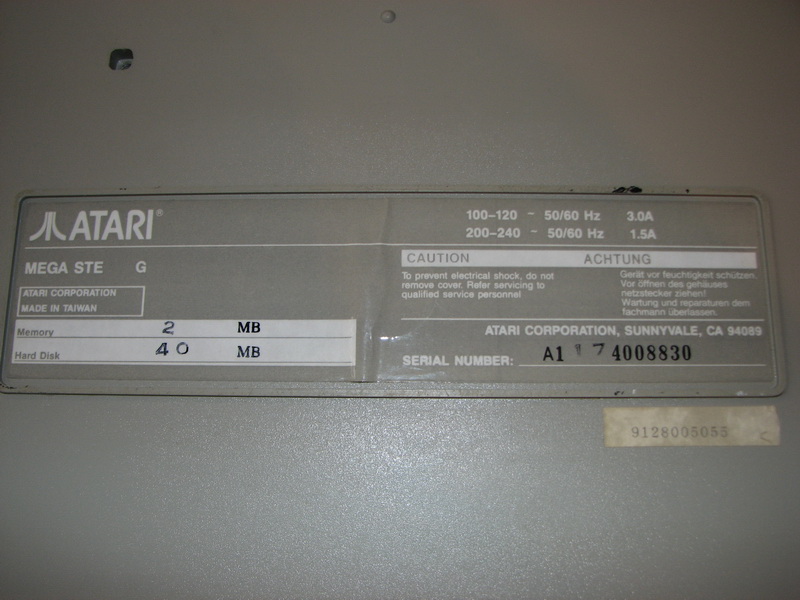 ATARI®
MEGA STE G
ATARI CORPORATION
MADE IN TAIWAN
Memory 2 MB
Hard Disk 40 MB
100-120 ~ 50/60 Hz 3.0A
200-240 ~ 50/60 Hz 1.5A
CAUTION ACHTUNG
To prevent electrical shock, do not
remove cover. Refer servicing to
qualified service personnel
Gerät vor feuchtigkeit schützen.
Vor öffnen des gehäuses
netzstecker ziehen!
Wartung und reparaturen dem
fachmann überlassen.
ATARI CORPORATION, SUNNYVALE, CA 94089
SERIAL NUMBER: A1 1 7 4008830
9128005055